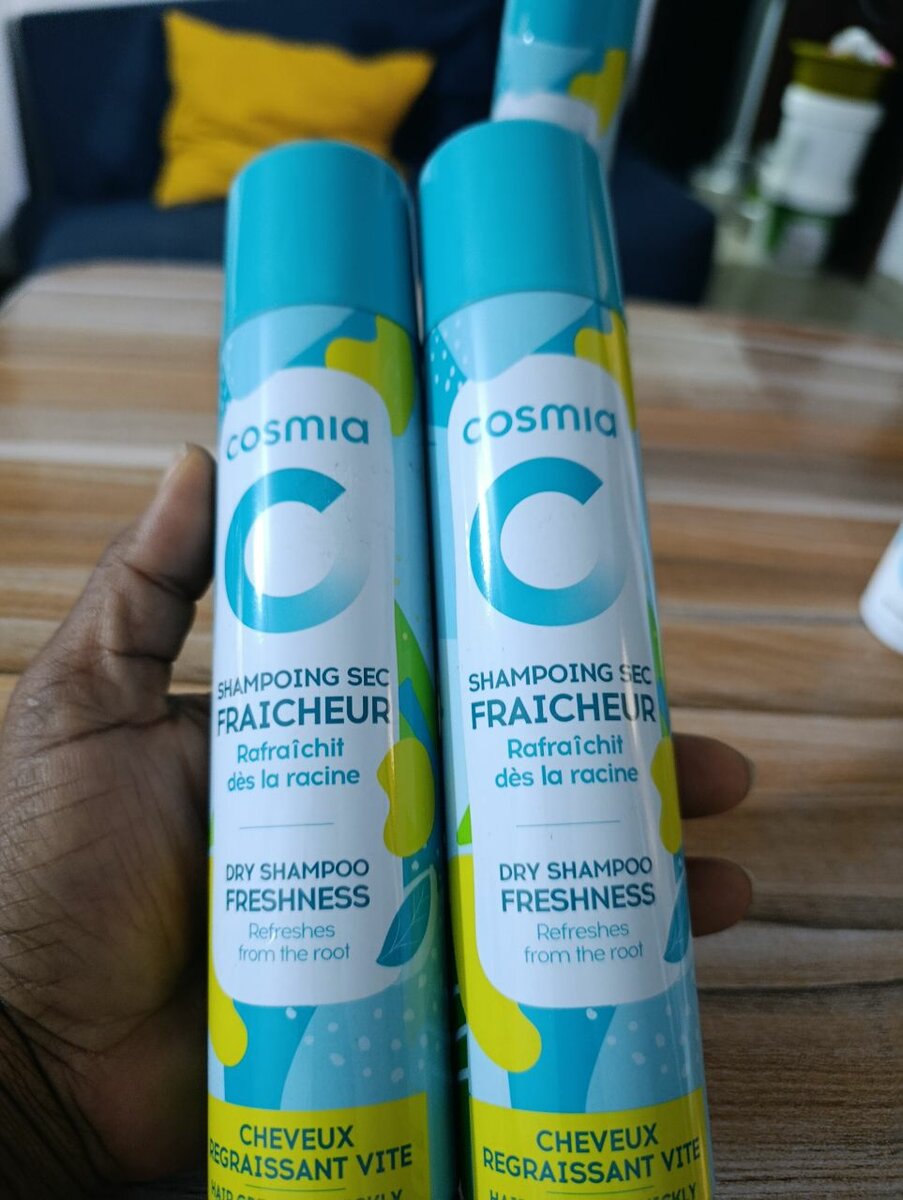 cosmia
SHAMPOING SEC
FRAICHEUR
Rafraîchit
dès la racine
DRY SHAMPOO
FRESHNESS
Refreshes
from the root
CHEVEUX
REGRAISSANT VITE
cosmia
SHAMPOING SEC
FRAICHEUR
Rafraîchit
dès la racine
DRY SHAMPOO
FRESHNESS
Refreshes
from the root
CHEVEUX
REGRAISSANT VITE